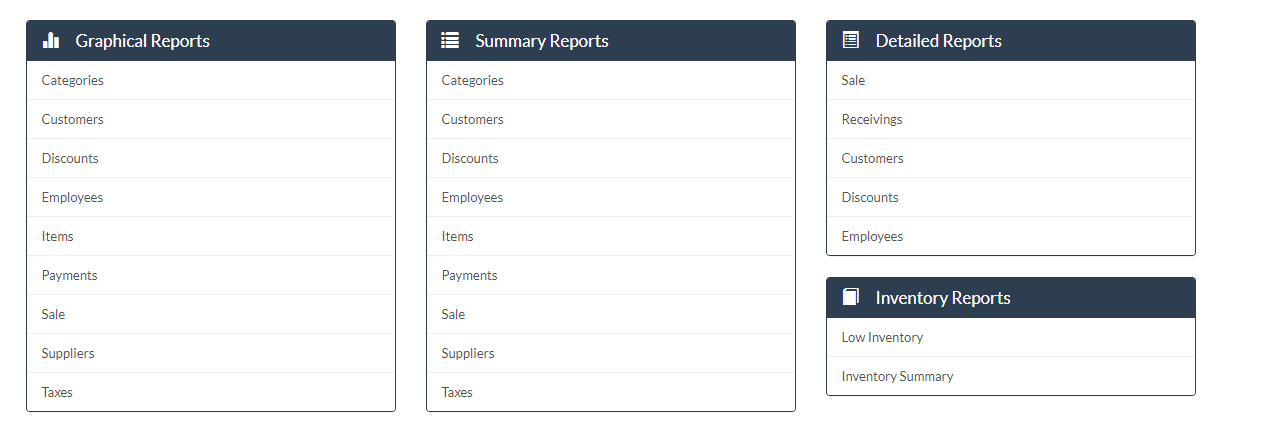 Graphical Reports
Categories
Customers
Discounts
Employees
Items
Payments
Sale
Suppliers
Taxes
Summary Reports
Categories
Customers
Discounts
Employees
Items
Payments
Sale
Suppliers
Taxes
Detailed Reports
Sale
Receivings
Customers
Discounts
Employees
Inventory Reports
Low Inventory
Inventory Summary